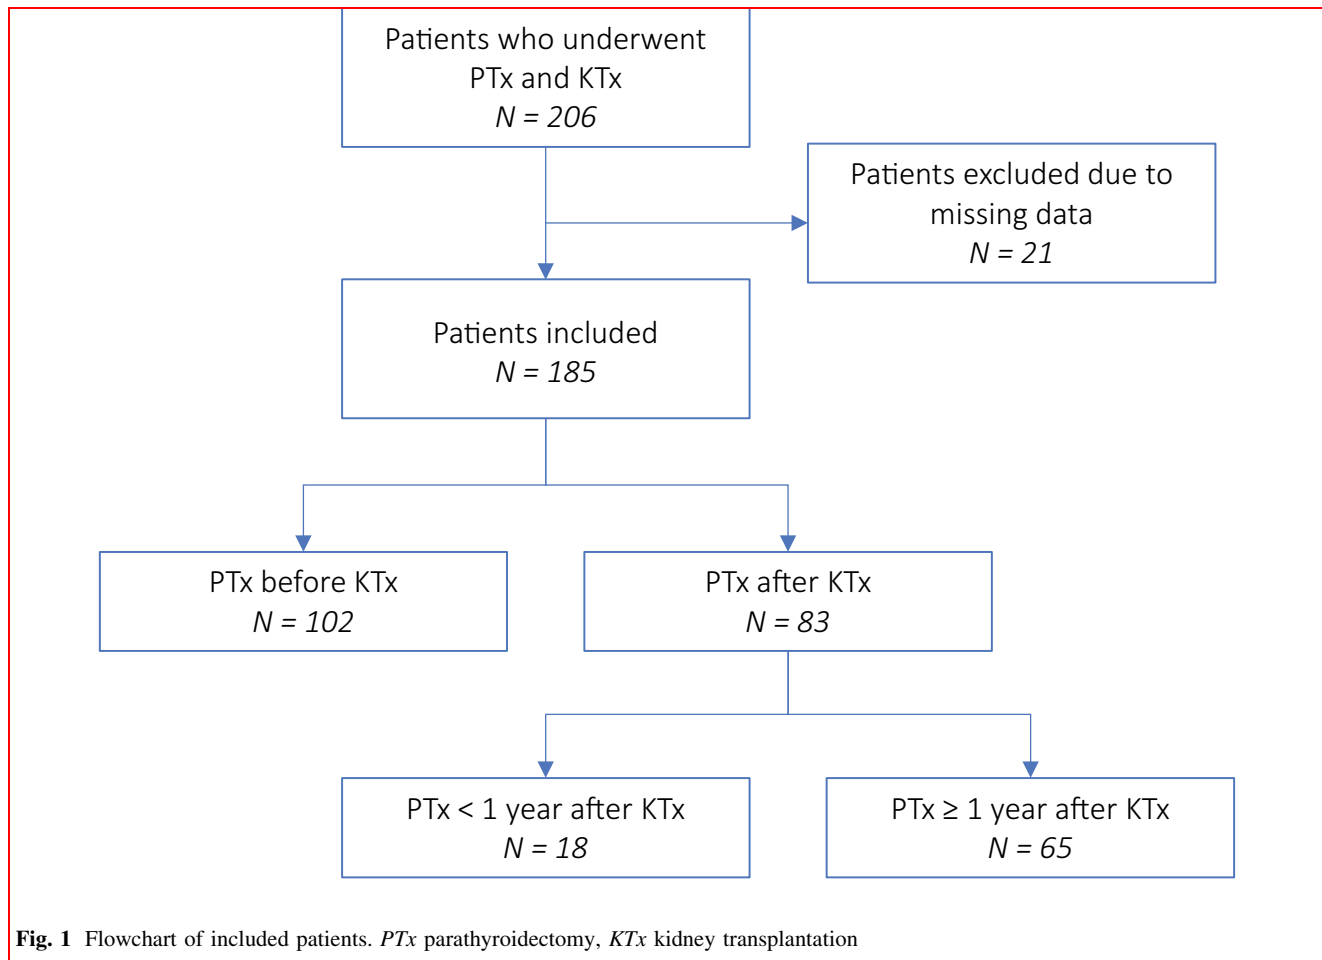 Patients who underwent
PTx and KTx
N = 206
Patients excluded due to
missing data
N = 21
Patients included
N = 185
PTx before KTx
N = 102
PTx after KTx
N = 83
PTx < 1 year after KTx
N = 18
PTx ≥ 1 year after KTx
N = 65
Fig. 1 Flowchart of included patients. PTx parathyroidectomy, KTx kidney transplantation